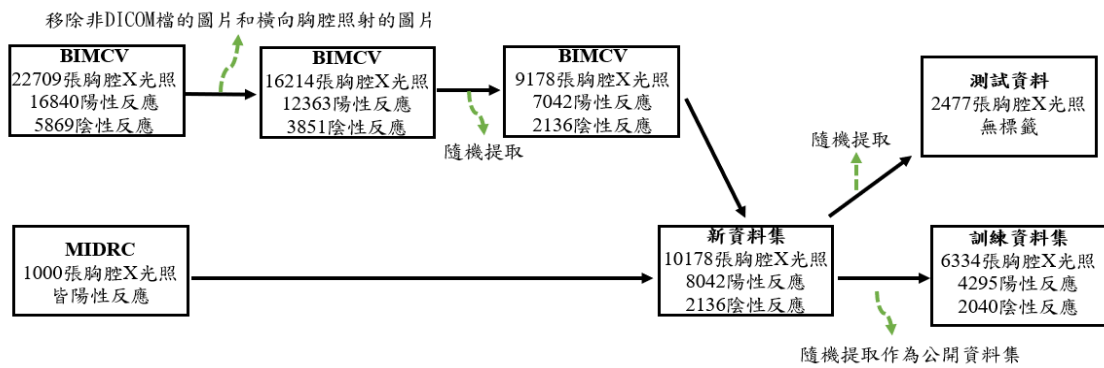 移除非DICOM檔的圖片和橫向胸腔照射的圖片
BIMCV
22709張胸腔X光照
16840陽性反應
5869陰性反應
BIMCV
16214張胸腔X光照
12363陽性反應
3851陰性反應
隨機提取
BIMCV
9178張胸腔X光照
7042陽性反應
2136陰性反應
測試資料
2477張胸腔X光照
無標籤
隨機提取
MIDRC
1000張胸腔X光照
皆陽性反應
新資料集
10178張胸腔X光照
8042陽性反應
2136陰性反應
訓練資料集
6334張胸腔X光照
4295陽性反應
2040陰性反應
隨機提取作為公開資料集